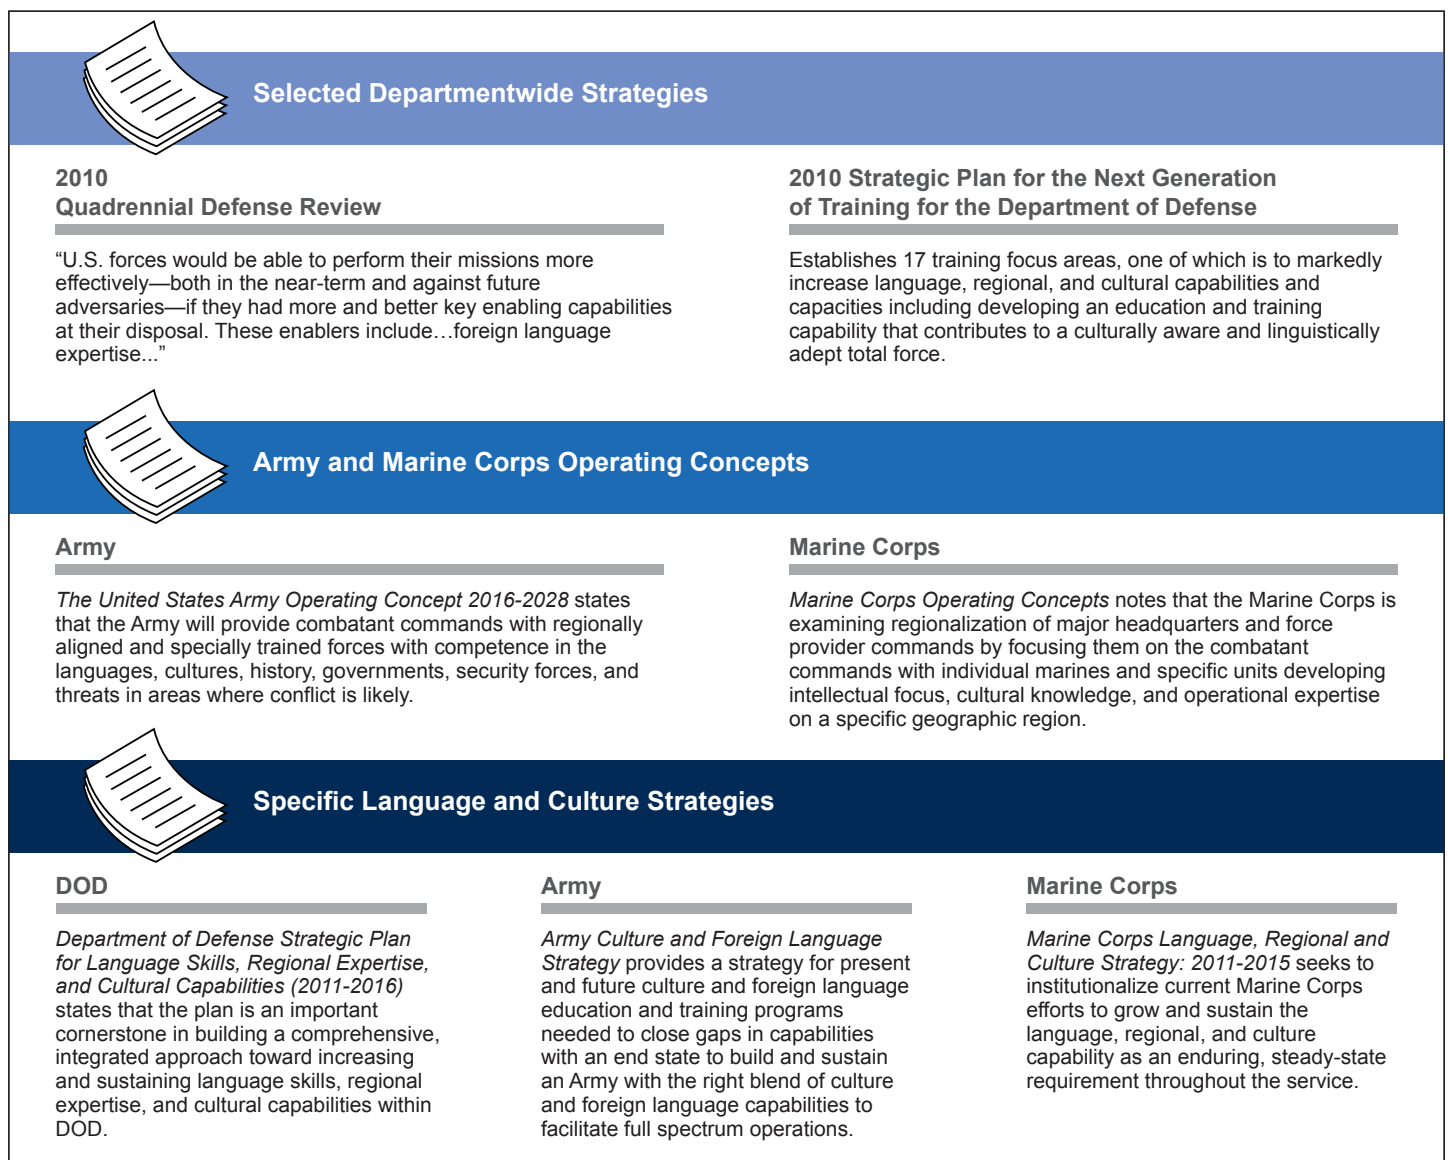 Selected Departmentwide Strategies
2010
Quadrennial Defense Review
“U.S. forces would be able to perform their missions more
effectively—both in the near-term and against future
adversaries—if they had more and better key enabling capabilities
at their disposal. These enablers include…foreign language
expertise...”
2010 Strategic Plan for the Next Generation
of Training for the Department of Defense
Establishes 17 training focus areas, one of which is to markedly
increase language, regional, and cultural capabilities and
capacities including developing an education and training
capability that contributes to a culturally aware and linguistically
adept total force.
Army and Marine Corps Operating Concepts
Army
The United States Army Operating Concept 2016-2028 states
that the Army will provide combatant commands with regionally
aligned and specially trained forces with competence in the
languages, cultures, history, governments, security forces, and
threats in areas where conflict is likely.
Marine Corps
Marine Corps Operating Concepts notes that the Marine Corps is
examining regionalization of major headquarters and force
provider commands by focusing them on the combatant
commands with individual marines and specific units developing
intellectual focus, cultural knowledge, and operational expertise
on a specific geographic region.
Specific Language and Culture Strategies
DOD
Department of Defense Strategic Plan
for Language Skills, Regional Expertise,
and Cultural Capabilities (2011-2016)
states that the plan is an important
cornerstone in building a comprehensive,
integrated approach toward increasing
and sustaining language skills, regional
expertise, and cultural capabilities within
DOD.
Army
Army Culture and Foreign Language
Strategy provides a strategy for present
and future culture and foreign language
education and training programs
needed to close gaps in capabilities
with an end state to build and sustain
an Army with the right blend of culture
and foreign language capabilities to
facilitate full spectrum operations.
Marine Corps
Marine Corps Language, Regional and
Culture Strategy: 2011-2015 seeks to
institutionalize current Marine Corps
efforts to grow and sustain the
language, regional, and culture
capability as an enduring, steady-state
requirement throughout the service.